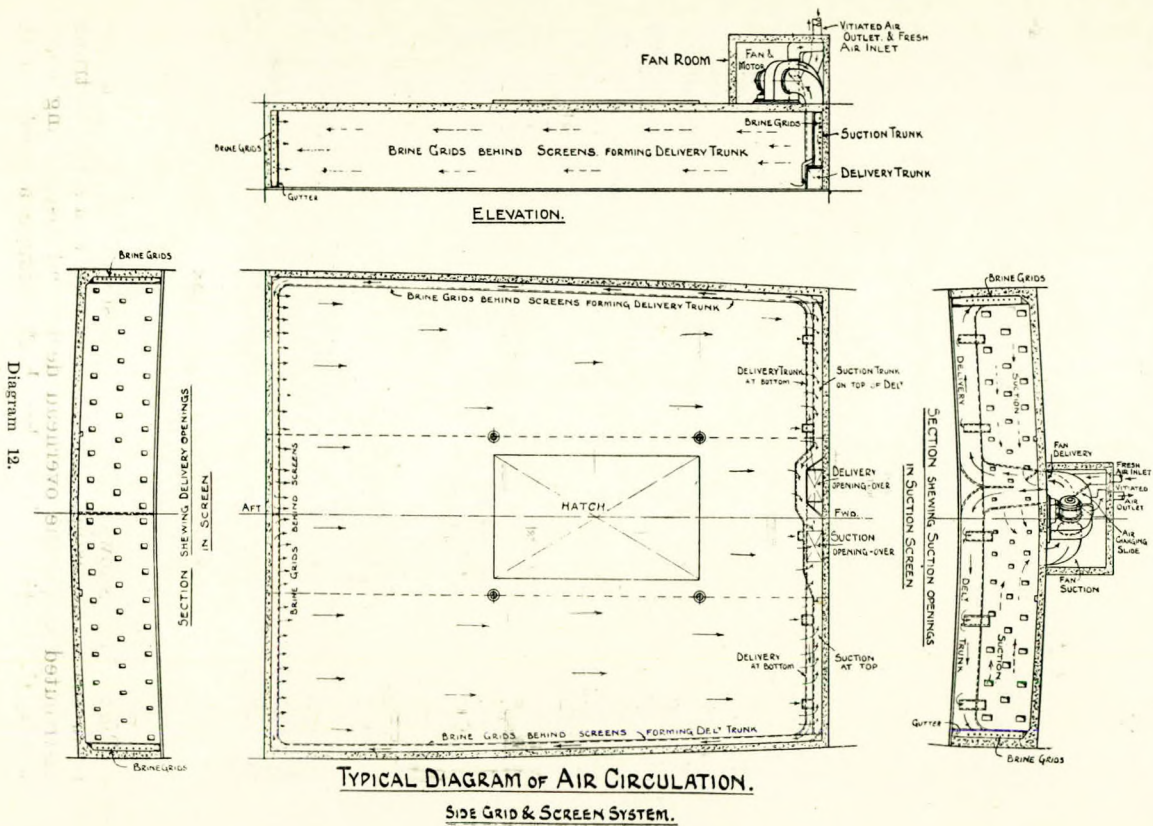 VITIATED AIR
OUTLET & FRESH
AIR INLET
FAN ROOM
FAN &
MOTOR
BRINE GRIDS
BRINE GRIDS
SUCTION TRUNK
BRINE GRIDS BEHIND SCREENS FORMING DELIVERY TRUNK
DELIVERY TRUNK
GUTTER
ELEVATION.
BRINE GRIDS
SECTION SHEWING DELIVERY OPENINGS
IN SCREEN
BRINE GRIDS
BRINE GRIDS BEHIND SCREENS FORMING DELIVERY TRUNK
BRINE GRIDS BEHIND SCREENS
DELIVERY TRUNK
AT BOTTOM
SUCTION TRUNK
ON TOP OF DELY
AFT
HATCH.
DELIVERY
OPENING-OVER
FWD.
SUCTION
OPENING-OVER
DELIVERY
AT BOTTOM
SUCTION
AT TOP
BRINE GRIDS BEHIND SCREENS FORMING DELY TRUNK
SECTION SHEWING SUCTION OPENINGS
IN SUCTION SCREEN
BRINE GRIDS
DELIVERY
SUCTION
FAN
DELIVERY
FRESH
AIR INLET
VITIATED
AIR
OUTLET
AIR
CHANGING
SLIDE
FAN
SUCTION
DELY TRUNK
SUCTION
GUTTER
BRINE GRIDS
TYPICAL DIAGRAM OF AIR CIRCULATION.
SIDE GRID & SCREEN SYSTEM.
Diagram 12.